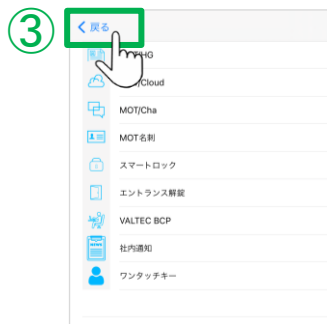 ③
戻る
/HG
/Cloud
MOT/Cha
MOT名刺
スマートロック
エントランス解錠
VALTEC BCP
社内通知
ワンタッチキー